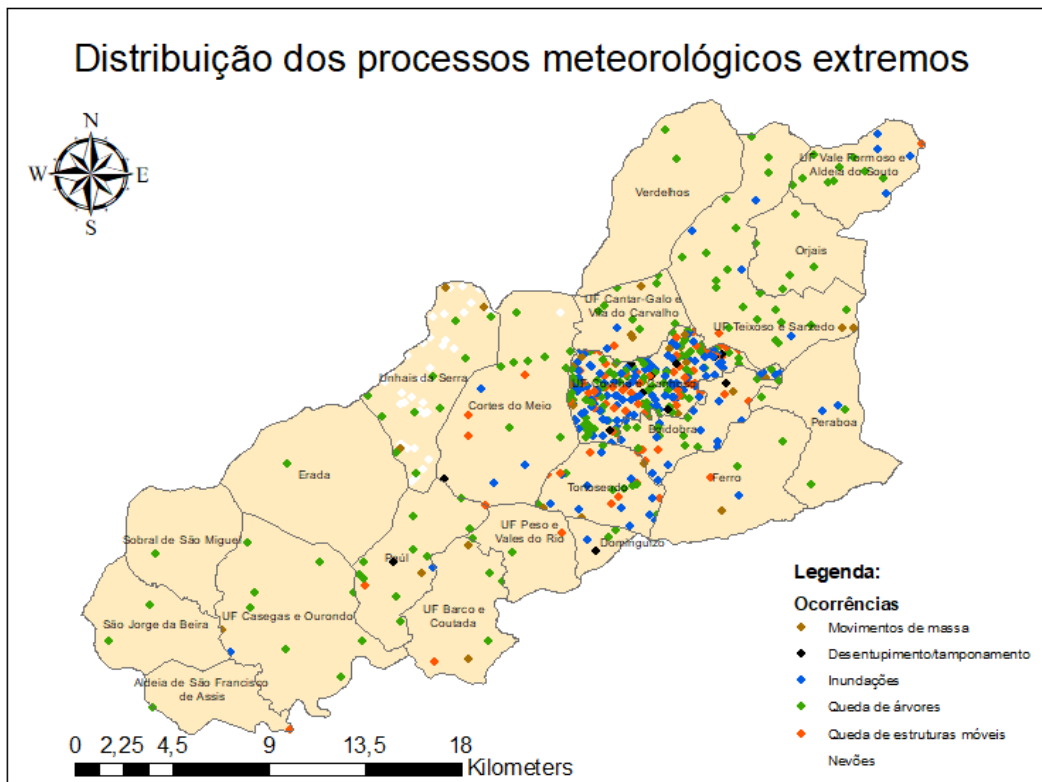 Distribuição dos processos meteorológicos extremos
N
W E
S
UF Vale Formoso e
Aldeia do Souto
Verdelhos
Orjais
UF Cantar-Galo e
Vila do Carvalho
UF Teixoso e Sarzedo
Unhais da Serra
UF Covilhã e Canhoso
Cortes do Meio
Boidobra
Peraboa
Erada
Ferro
Tortosendo
UF Peso e
Vales do Rio
Dominguizo
Sobral de São Miguel
Paúl
UF Barco e
Coutada
São Jorge da Beira
UF Casegas e Ourondo
Aldeia de São Francisco
de Assis
Legenda:
Ocorrências
Movimentos de massa
Desentupimento/tamponamento
Inundações
Queda de árvores
Queda de estruturas móveis
Nevões
0 2,25 4,5 9 13,5 18
Kilometers